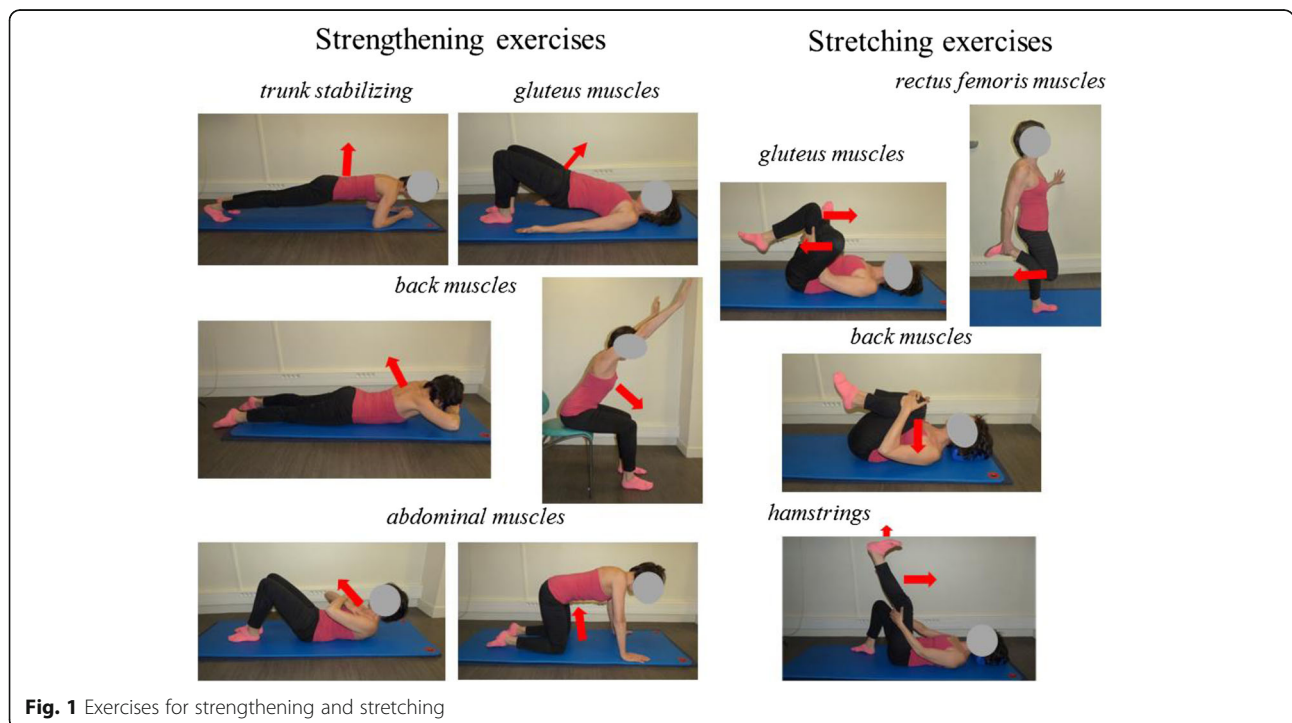 Strengthening exercises
Stretching exercises
trunk stabilizing
gluteus muscles
rectus femoris muscles
gluteus muscles
back muscles
back muscles
abdominal muscles
hamstrings
Fig. 1 Exercises for strengthening and stretching